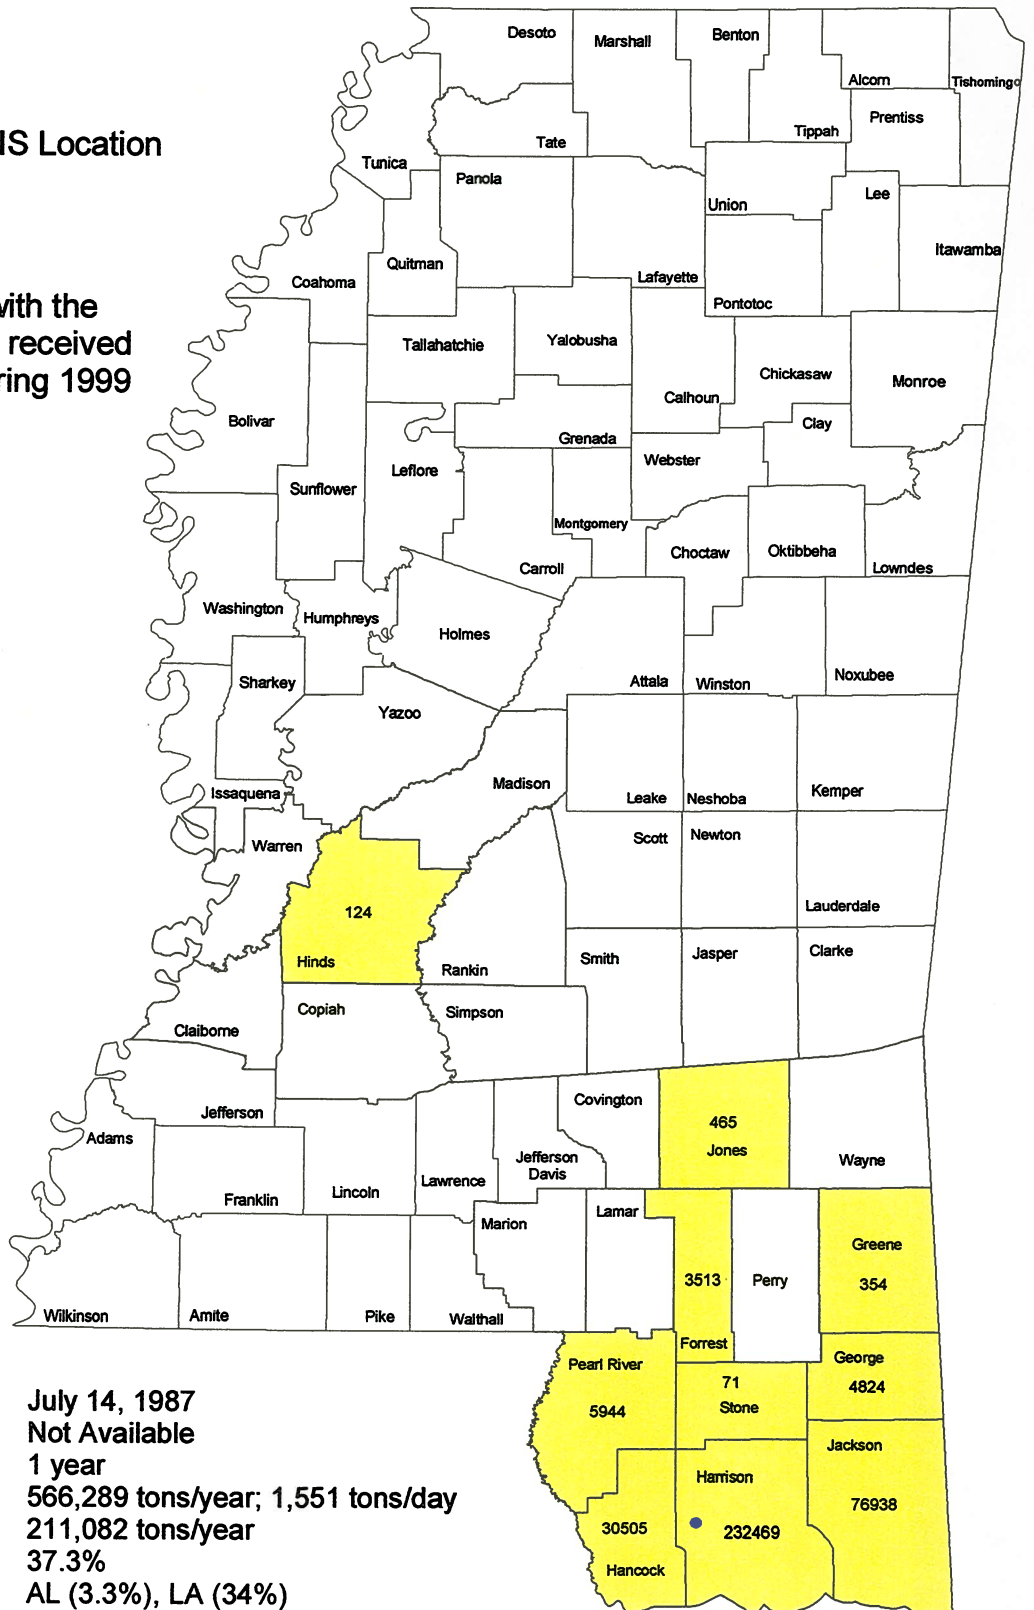 Desoto
Marshall
Benton
Alcorn
Tishomingo
Prentiss
Tippah
IS Location
Tate
Tunica
Panola
Union
Lee
Itawamba
Quitman
Coahoma
Lafayette
Pontotoc
with the
received
ring 1999
Tallahatchie
Yalobusha
Chickasaw
Monroe
Calhoun
Bolivar
Clay
Grenada
Webster
Leflore
Sunflower
Montgomery
Choctaw
Oktibbeha
Carroll
Lowndes
Washington
Humphreys
Holmes
Attala
Winston
Noxubee
Sharkey
Yazoo
Madison
Issaquena
Leake
Neshoba
Kemper
Scott
Newton
Warren
124
Lauderdale
Hinds
Rankin
Smith
Jasper
Clarke
Copiah
Simpson
Claiborne
Covington
Jefferson
465
Jones
Adams
Jefferson
Davis
Wayne
Franklin
Lincoln
Lawrence
Marion
Lamar
Greene
354
3513
Perry
Wilkinson
Amite
Pike
Walthall
Forrest
George
4824
Pearl River
5944
71
Stone
Jackson
76938
Harrison
232469
30505
Hancock
July 14, 1987
Not Available
1 year
566,289 tons/year; 1,551 tons/day
211,082 tons/year
37.3%
AL (3.3%), LA (34%)